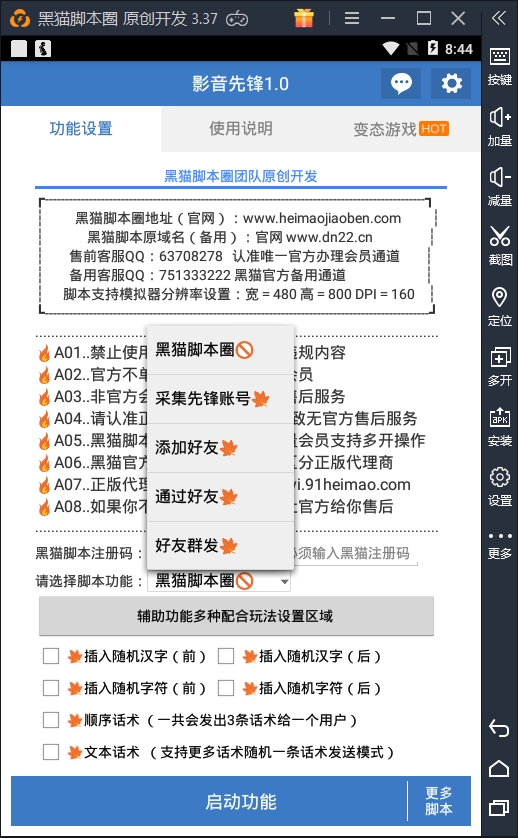 黑猫脚本圈 原创开发 3.37
8:44
影音先锋1.0
功能设置
使用说明
变态游戏 HOT
黑猫脚本圈团队原创开发
黑猫脚本圈地址（官网）：www.heimaojiaoben.com
黑猫脚本原域名（备用）：官网 www.dn22.cn
售前客服QQ：63708278 认准唯一官方办理会员通道
备用客服QQ：751333222 黑猫官方备用通道
脚本支持模拟器分辨率设置：宽 = 480 高 = 800 DPI = 160
A01..禁止使用
违规内容
A02..官方不单
会员
A03..非官方会
售后服务
A04..请认准正
致无官方售后服务
A05..黑猫脚本
会员支持多开操作
A06..黑猫官方
区分正版代理商
A07..正版代理
yi.91heimao.com
A08..如果你不
官方给你售后
黑猫脚本圈
采集先锋账号
添加好友
通过好友
好友群发
黑猫脚本注册码：
必须输入黑猫注册码
请选择脚本功能：
黑猫脚本圈
辅助功能多种配合玩法设置区域
插入随机汉字（前）
插入随机汉字（后）
插入随机字符（前）
插入随机字符（后）
顺序话术（一共会发出3条话术给一个用户）
文本话术 （支持更多话术随机一条话术发送模式）
启动功能
更多
脚本
按键
加量
减量
截图
定位
多开
APK
安装
设置
更多